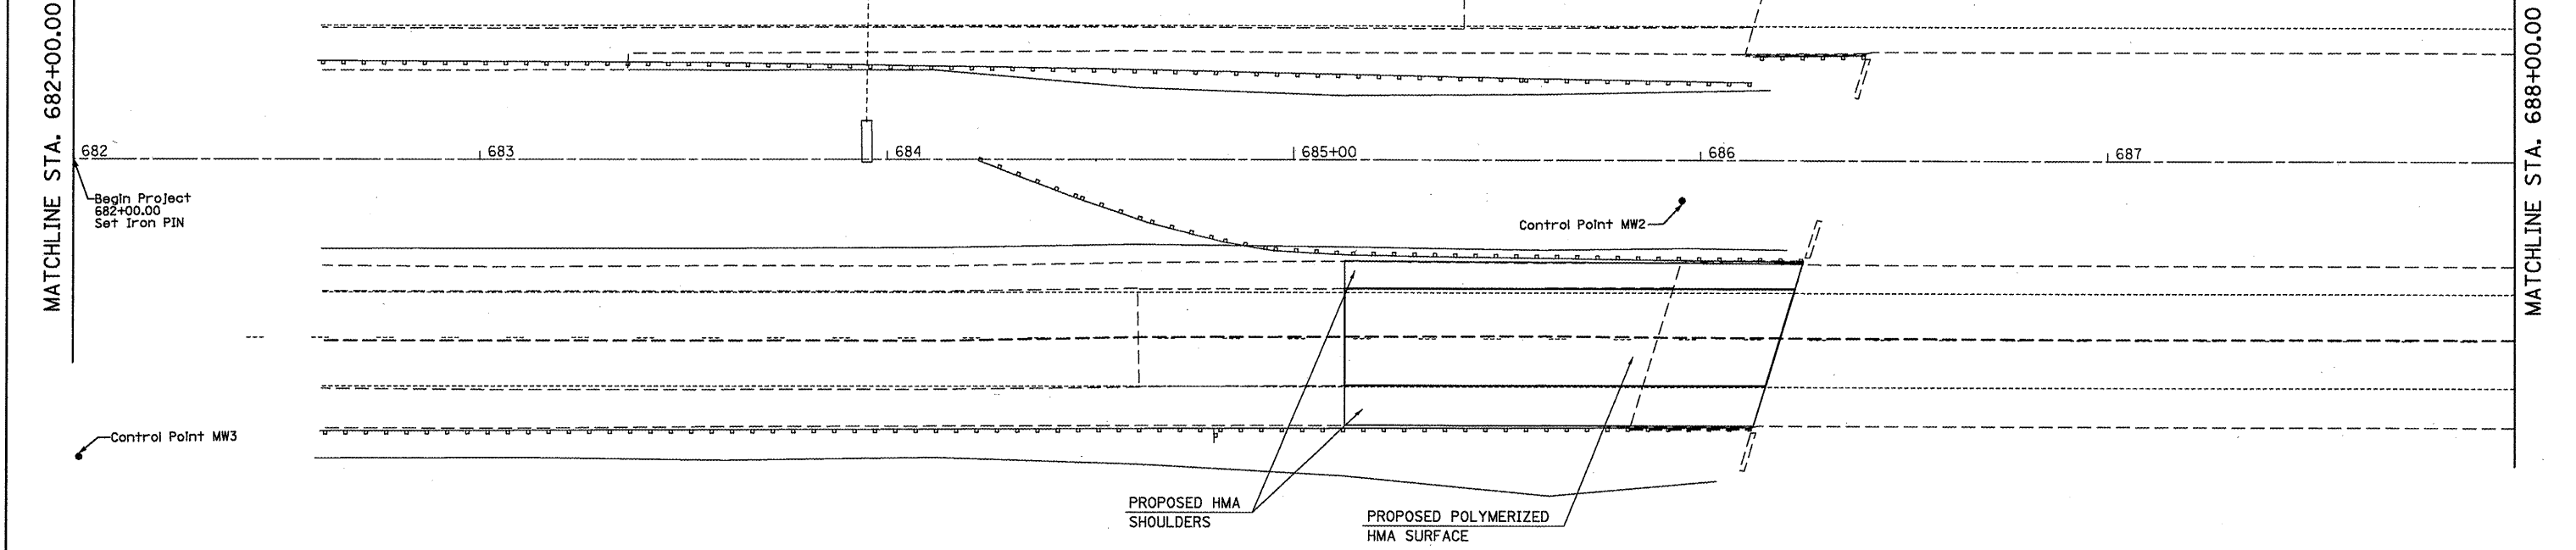 MATCHLINE STA. 682+00.00
682
683
684
685+00
686
687
MATCHLINE STA. 688+00.00
Begin Project
682+00.00
Set Iron PIN
Control Point MW2
Control Point MW3
P
PROPOSED HMA
SHOULDERS
PROPOSED POLYMERIZED
HMA SURFACE